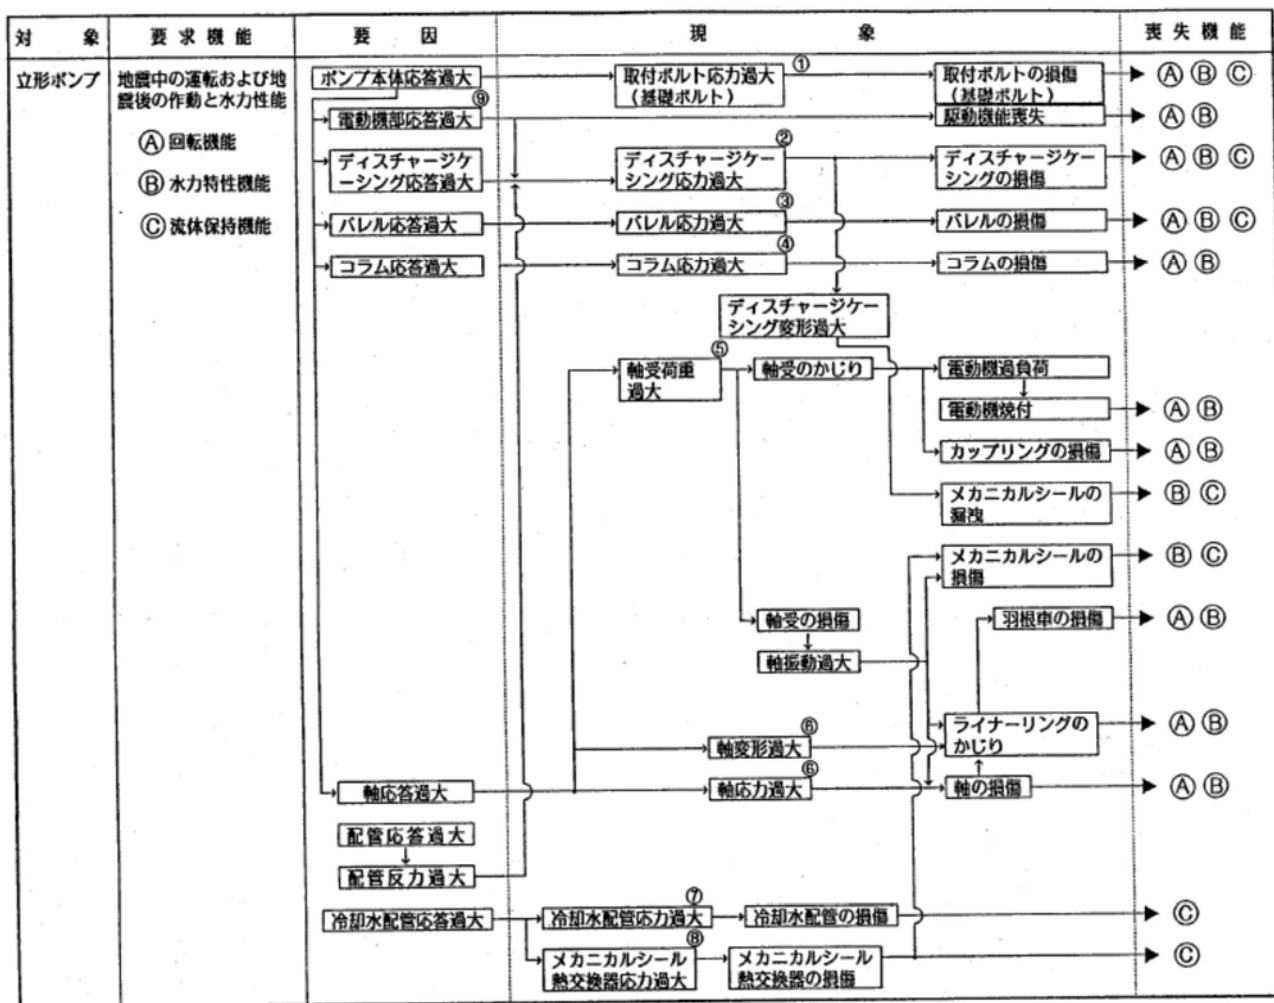 対　象
要求機能
要　因
現　象
喪失機能
立形ポンプ
地震中の運転および地
震後の作動と水力性能
Ⓐ 回転機能
Ⓑ 水力特性機能
Ⓒ 流体保持機能
ポンプ本体応答過大
①
取付ボルト応力過大
(基礎ボルト)
取付ボルトの損傷
(基礎ボルト)
Ⓐ Ⓑ Ⓒ
⑨
電動機部応答過大
駆動機能喪失
Ⓐ Ⓑ
ディスチャージケ
ーシング応答過大
②
ディスチャージケー
シング応力過大
ディスチャージケー
シングの損傷
Ⓐ Ⓑ Ⓒ
バレル応答過大
③
バレル応力過大
バレルの損傷
Ⓐ Ⓑ Ⓒ
コラム応答過大
④
コラム応力過大
コラムの損傷
Ⓐ Ⓑ
ディスチャージケー
シング変形過大
⑤
軸受荷重
過大
軸受のかじり
電動機過負荷
電動機焼付
Ⓐ Ⓑ
カップリングの損傷
Ⓐ Ⓑ
メカニカルシールの
漏洩
Ⓑ Ⓒ
メカニカルシールの
損傷
Ⓑ Ⓒ
軸受の損傷
羽根車の損傷
Ⓐ Ⓑ
軸振動過大
⑥
軸変形過大
ライナーリングの
かじり
Ⓐ Ⓑ
軸応答過大
⑥
軸応力過大
軸の損傷
Ⓐ Ⓑ
配管応答過大
配管反力過大
冷却水配管応答過大
⑦
冷却水配管応力過大
冷却水配管の損傷
Ⓒ
⑧
メカニカルシール
熱交換器応力過大
メカニカルシール
熱交換器の損傷
Ⓒ